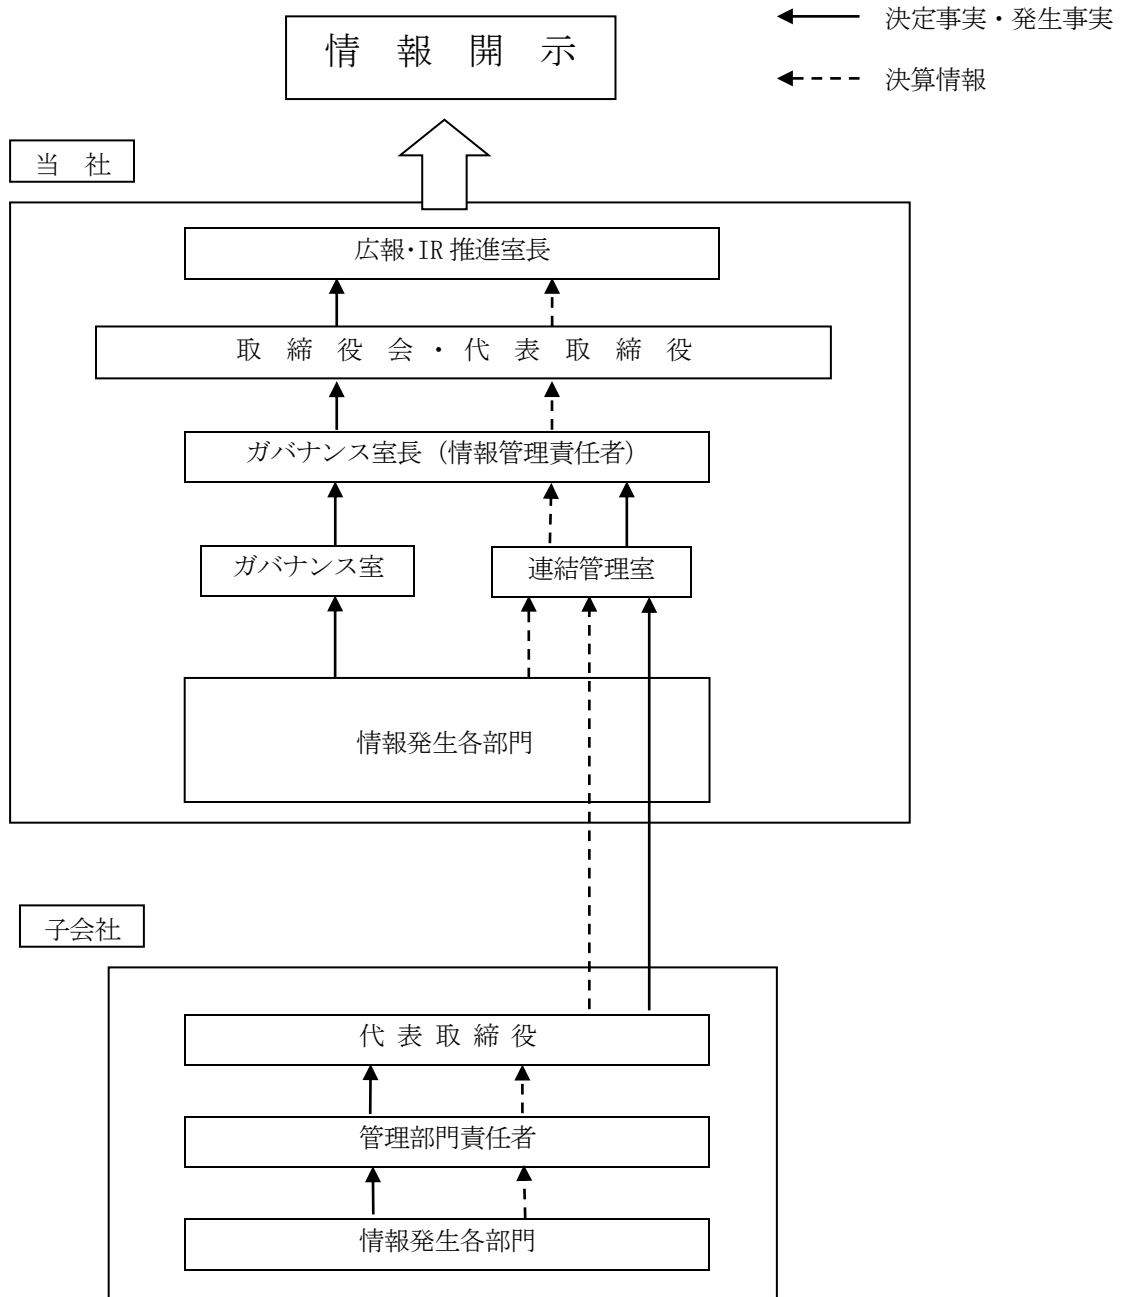 情　報　開　示
決定事実・発生事実
決算情報
当　社
広報・IR 推進室長
取　締　役　会　・　代　表　取　締　役
ガバナンス室長（情報管理責任者）
ガバナンス室
連結管理室
情報発生各部門
子会社
代 表 取 締 役
管理部門責任者
情報発生各部門